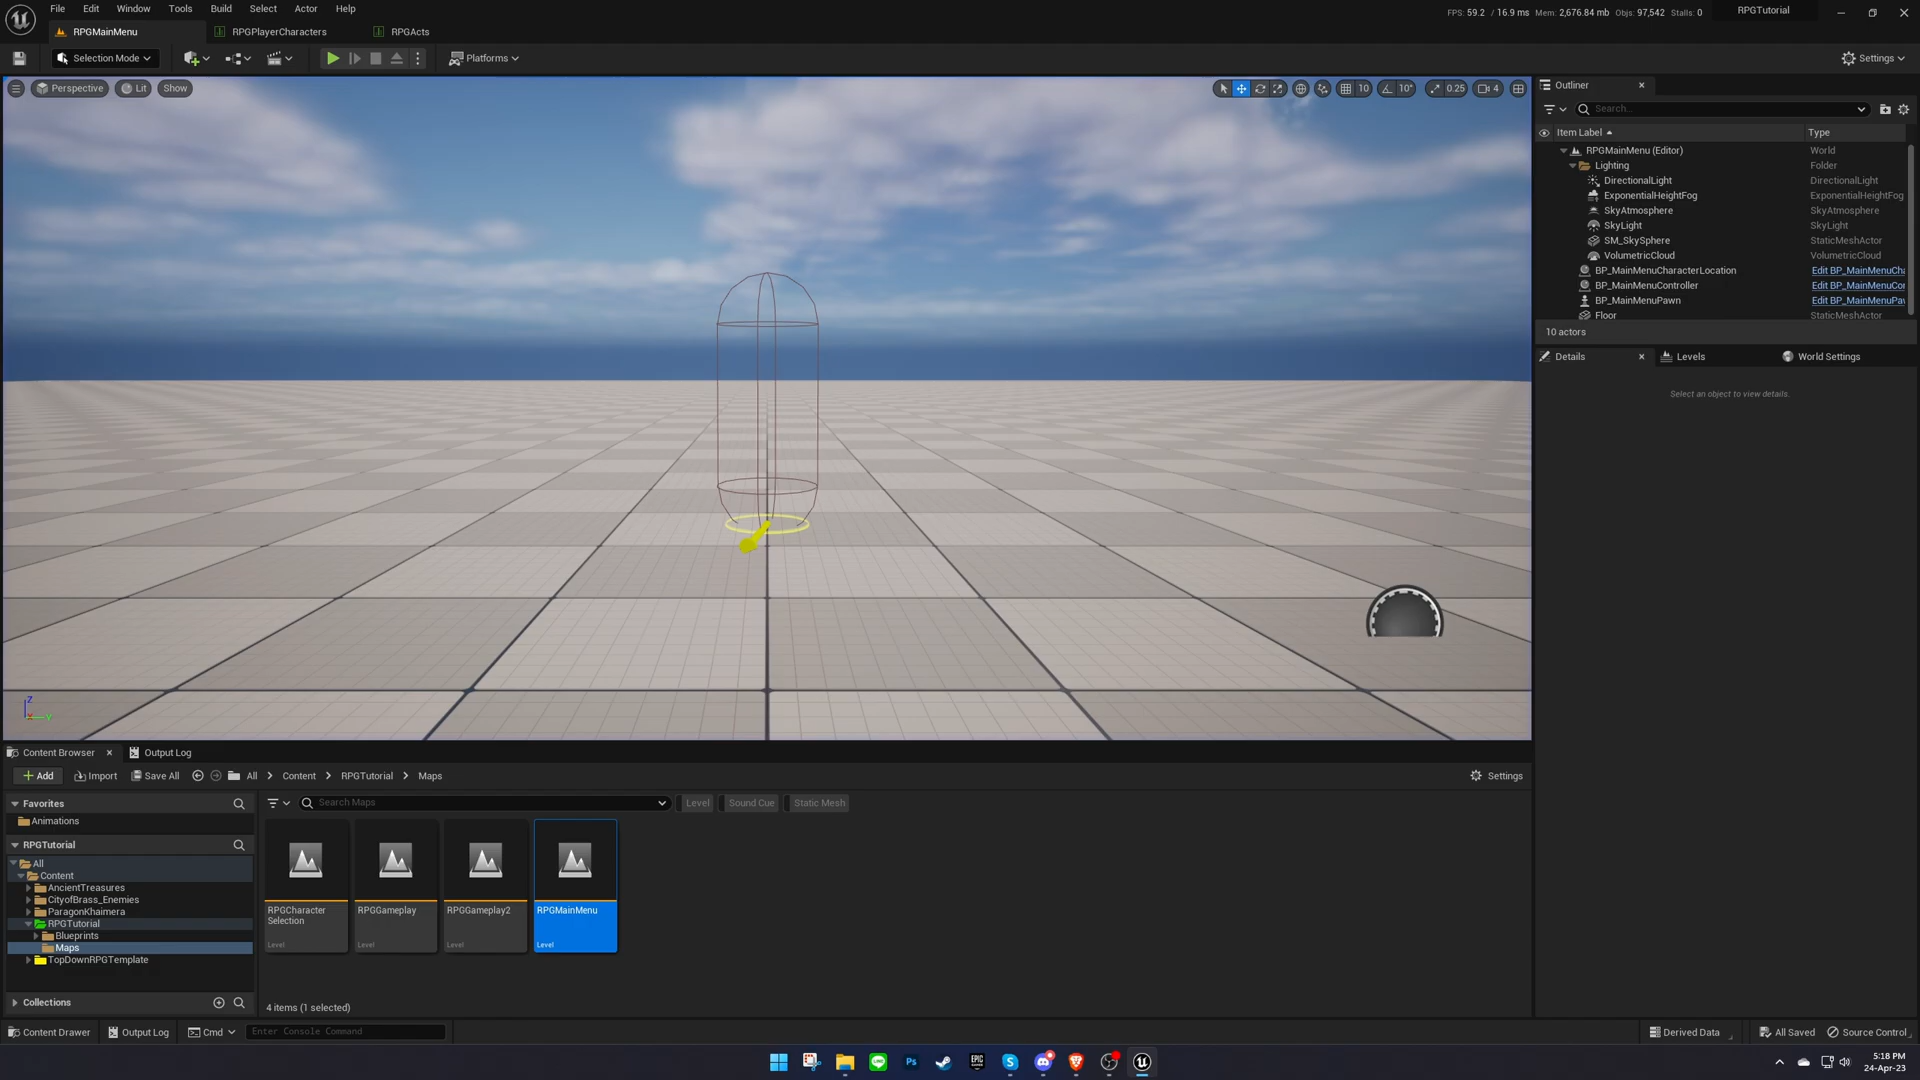 File Edit Window Tools Build Select Actor Help
FPS: 59.2 / 16.9 ms Mem: 2,676.84 mb Objs: 97,542 Stalls: 0
RPGTutorial
RPGMainMenu
RPGPlayerCharacters
RPGActs
Selection Mode
Platforms
Settings
Perspective
Lit
Show
10
10°
0.25
4
Outliner
Search...
Item Label
Type
RPGMainMenu (Editor) World
Lighting Folder
DirectionalLight DirectionalLight
ExponentialHeightFog ExponentialHeightFog
SkyAtmosphere SkyAtmosphere
SkyLight SkyLight
SM_SkySphere StaticMeshActor
VolumetricCloud VolumetricCloud
BP_MainMenuCharacterLocation Edit BP_MainMenuCha
BP_MainMenuController Edit BP_MainMenuCon
BP_MainMenuPawn Edit BP_MainMenuPaw
Floor StaticMeshActor
10 actors
Details
Levels
World Settings
Select an object to view details.
Z
Y
Content Browser
Output Log
Add
Import
Save All
All
Content
RPGTutorial
Maps
Settings
Favorites
Animations
RPGTutorial
All
Content
AncientTreasures
CityofBrass_Enemies
ParagonKhaimera
RPGTutorial
Blueprints
Maps
TopDownRPGTemplate
Collections
Search Maps
Level
Sound Cue
Static Mesh
RPGCharacter
Selection
Level
RPGGameplay
Level
RPGGameplay2
Level
RPGMainMenu
Level
4 items (1 selected)
Content Drawer
Output Log
Cmd
Enter Console Command
Derived Data
All Saved
Source Control
Ps
EPIC
5:18 PM
24-Apr-23